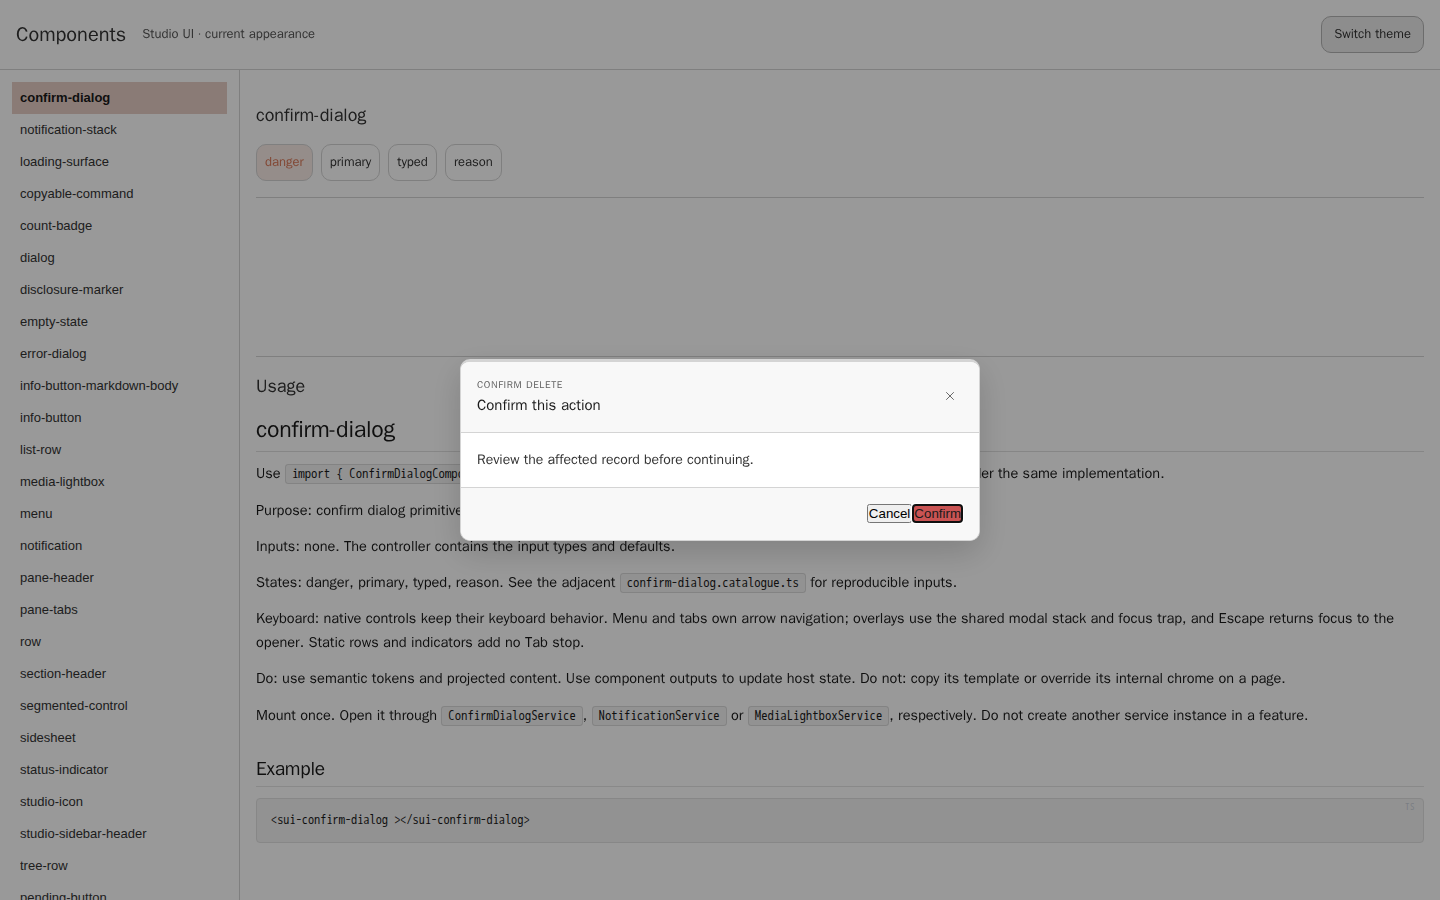 Components
Studio UI · current appearance
Switch theme
confirm-dialog
notification-stack
loading-surface
copyable-command
count-badge
dialog
disclosure-marker
empty-state
error-dialog
info-button-markdown-body
info-button
list-row
media-lightbox
menu
notification
pane-header
pane-tabs
row
section-header
segmented-control
sidesheet
status-indicator
studio-icon
studio-sidebar-header
tree-row
pending-button
confirm-dialog
danger
primary
typed
reason
Usage
confirm-dialog
Use import { ConfirmDialogComp
er the same implementation.
Purpose: confirm dialog primitive
Inputs: none. The controller contains the input types and defaults.
States: danger, primary, typed, reason. See the adjacent confirm-dialog.catalogue.ts for reproducible inputs.
Keyboard: native controls keep their keyboard behavior. Menu and tabs own arrow navigation; overlays use the shared modal stack and focus trap, and Escape returns focus to the
opener. Static rows and indicators add no Tab stop.
Do: use semantic tokens and projected content. Use component outputs to update host state. Do not: copy its template or override its internal chrome on a page.
Mount once. Open it through ConfirmDialogService, NotificationService or MediaLightboxService, respectively. Do not create another service instance in a feature.
Example
TS
<sui-confirm-dialog ></sui-confirm-dialog>
CONFIRM DELETE
Confirm this action
Review the affected record before continuing.
Cancel
Confirm